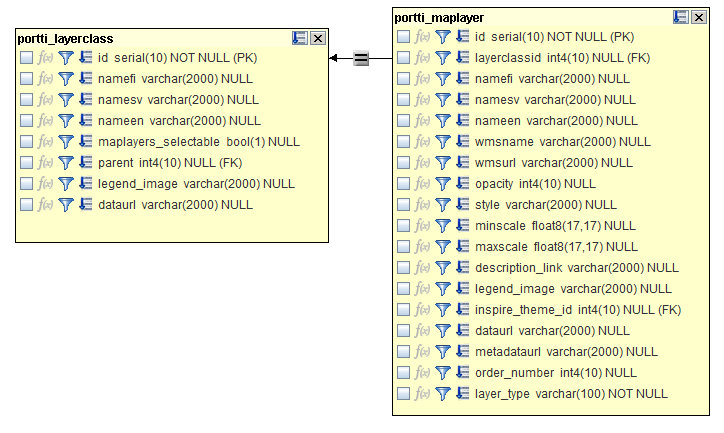 portti_layerclass
f(x) id serial(10) NOT NULL (PK)
f(x) namefi varchar(2000) NULL
f(x) namesv varchar(2000) NULL
f(x) nameen varchar(2000) NULL
f(x) maplayers_selectable bool(1) NULL
f(x) parent int4(10) NULL (FK)
f(x) legend_image varchar(2000) NULL
f(x) dataurl varchar(2000) NULL
=
portti_maplayer
f(x) id serial(10) NOT NULL (PK)
f(x) layerclassid int4(10) NULL (FK)
f(x) namefi varchar(2000) NULL
f(x) namesv varchar(2000) NULL
f(x) nameen varchar(2000) NULL
f(x) wmsname varchar(2000) NULL
f(x) wmsurl varchar(2000) NULL
f(x) opacity int4(10) NULL
f(x) style varchar(2000) NULL
f(x) minscale float8(17,17) NULL
f(x) maxscale float8(17,17) NULL
f(x) description_link varchar(2000) NULL
f(x) legend_image varchar(2000) NULL
f(x) inspire_theme_id int4(10) NULL (FK)
f(x) dataurl varchar(2000) NULL
f(x) metadataurl varchar(2000) NULL
f(x) order_number int4(10) NULL
f(x) layer_type varchar(100) NOT NULL